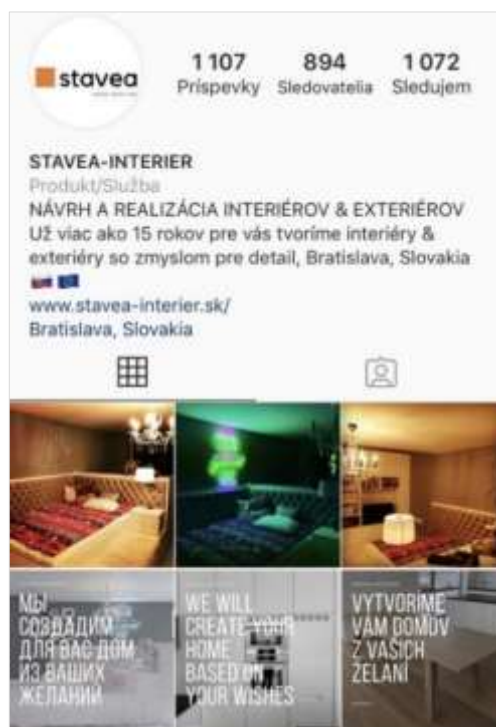 stavea
1 107 894 1 072
Príspevky Sledovatelia Sledujem
STAVEA-INTERIER
Produkt/Služba
NÁVRH A REALIZÁCIA INTERIÉROV & EXTERIÉROV
Už viac ako 15 rokov pre vás tvoríme interiéry &
exteriéry so zmyslom pre detail, Bratislava, Slovakia
www.stavea-interier.sk/
Bratislava, Slovakia
МЫ
СОЗДАДИМ
ДЛЯ ВАС ДОМ
ИЗ ВАШИХ
ЖЕЛАНИЙ
WE WILL
CREATE YOUR
HOME
BASED ON
YOUR WISHES
VYTVORÍME
VÁM DOMOV
Z VAŠICH
ŽELANÍ